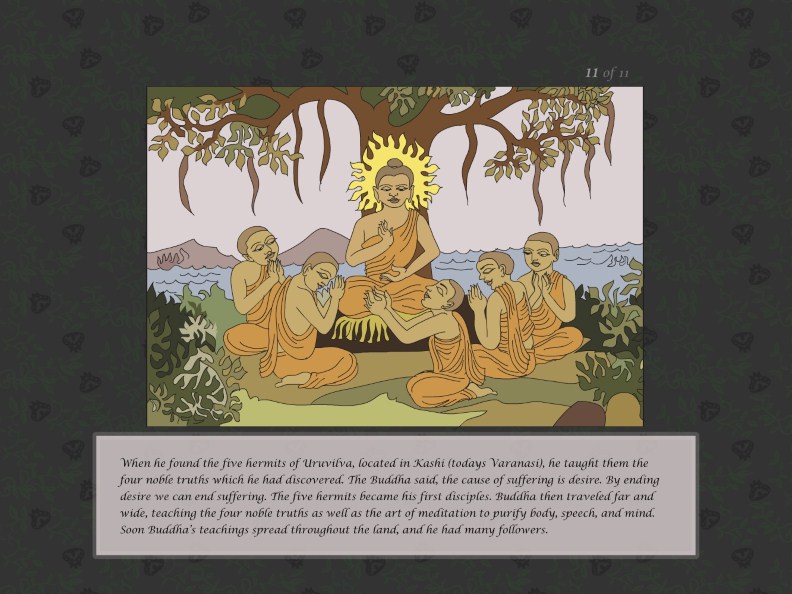 11 of 11
When he found the five hermits of Uruvilva, located in Kashi (todays Varanasi), he taught them the
four noble truths which he had discovered. The Buddha said, the cause of suffering is desire. By ending
desire we can end suffering. The five hermits became his first disciples. Buddha then traveled far and
wide, teaching the four noble truths as well as the art of meditation to purify body, speech, and mind.
Soon Buddha's teachings spread throughout the land, and he had many followers.